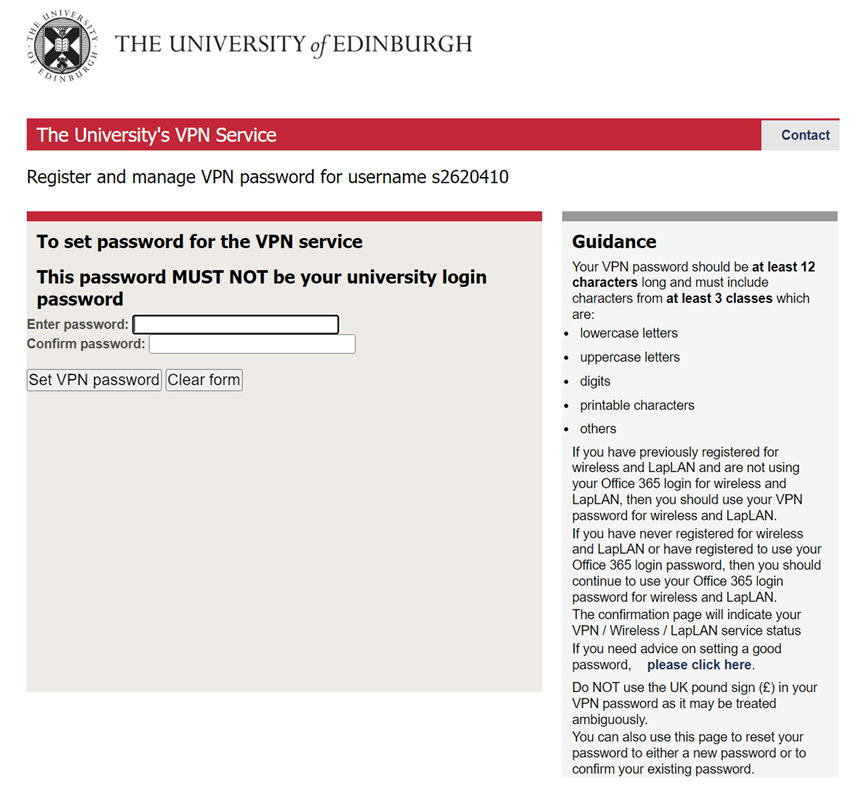 THE UNIVERSITY OF EDINBURGH
THE UNIVERSITY of EDINBURGH
The University's VPN Service
Contact
Register and manage VPN password for username s2620410
To set password for the VPN service
This password MUST NOT be your university login
password
Enter password:
Confirm password:
Set VPN password
Clear form
Guidance
Your VPN password should be at least 12
characters long and must include
characters from at least 3 classes which
are:
lowercase letters
uppercase letters
digits
printable characters
others
If you have previously registered for
wireless and LapLAN and are not using
your Office 365 login for wireless and
LapLAN, then you should use your VPN
password for wireless and LapLAN.
If you have never registered for wireless
and LapLAN or have registered to use your
Office 365 login password, then you should
continue to use your Office 365 login
password for wireless and LapLAN.
The confirmation page will indicate your
VPN / Wireless / LapLAN service status
If you need advice on setting a good
password, please click here.
Do NOT use the UK pound sign (£) in your
VPN password as it may be treated
ambiguously.
You can also use this page to reset your
password to either a new password or to
confirm your existing password.